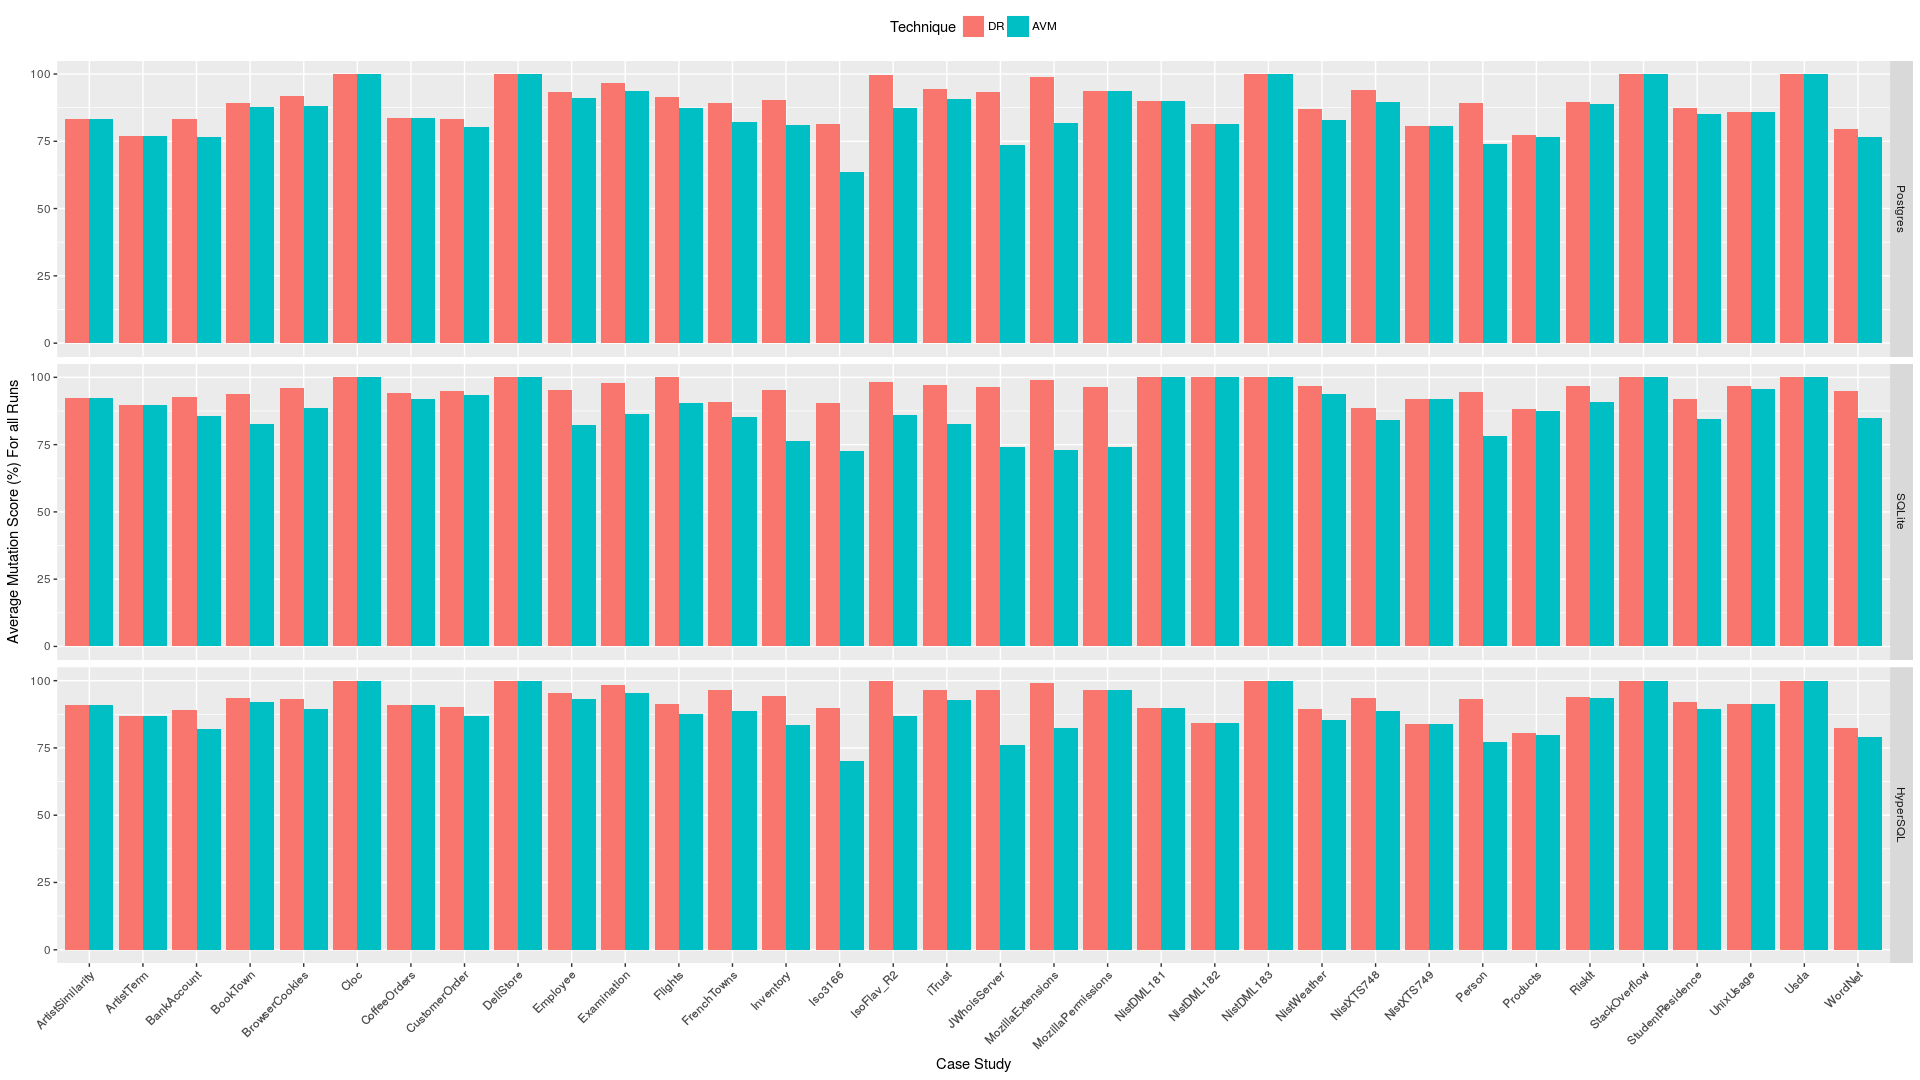 Technique DR AVM
Average Mutation Score (%) For all Runs
100
75
50
25
0
Postgres
100
75
50
25
0
SQLite
100
75
50
25
0
HyperSQL
ArtistSimilarity
ArtistTerm
BankAccount
BookTown
BrowserCookies
Cloc
CoffeeOrders
CustomerOrder
DellStore
Employee
Examination
Flights
FrenchTowns
Inventory
Iso3166
IsoFlav_R2
iTrust
JWhoisServer
MozillaExtensions
MozillaPermissions
NistDML181
NistDML182
NistDML183
NistWeather
NistXTS748
NistXTS749
Person
Products
RiskIt
StackOverflow
StudentResidence
UnixUsage
Usda
WordNet
Case Study